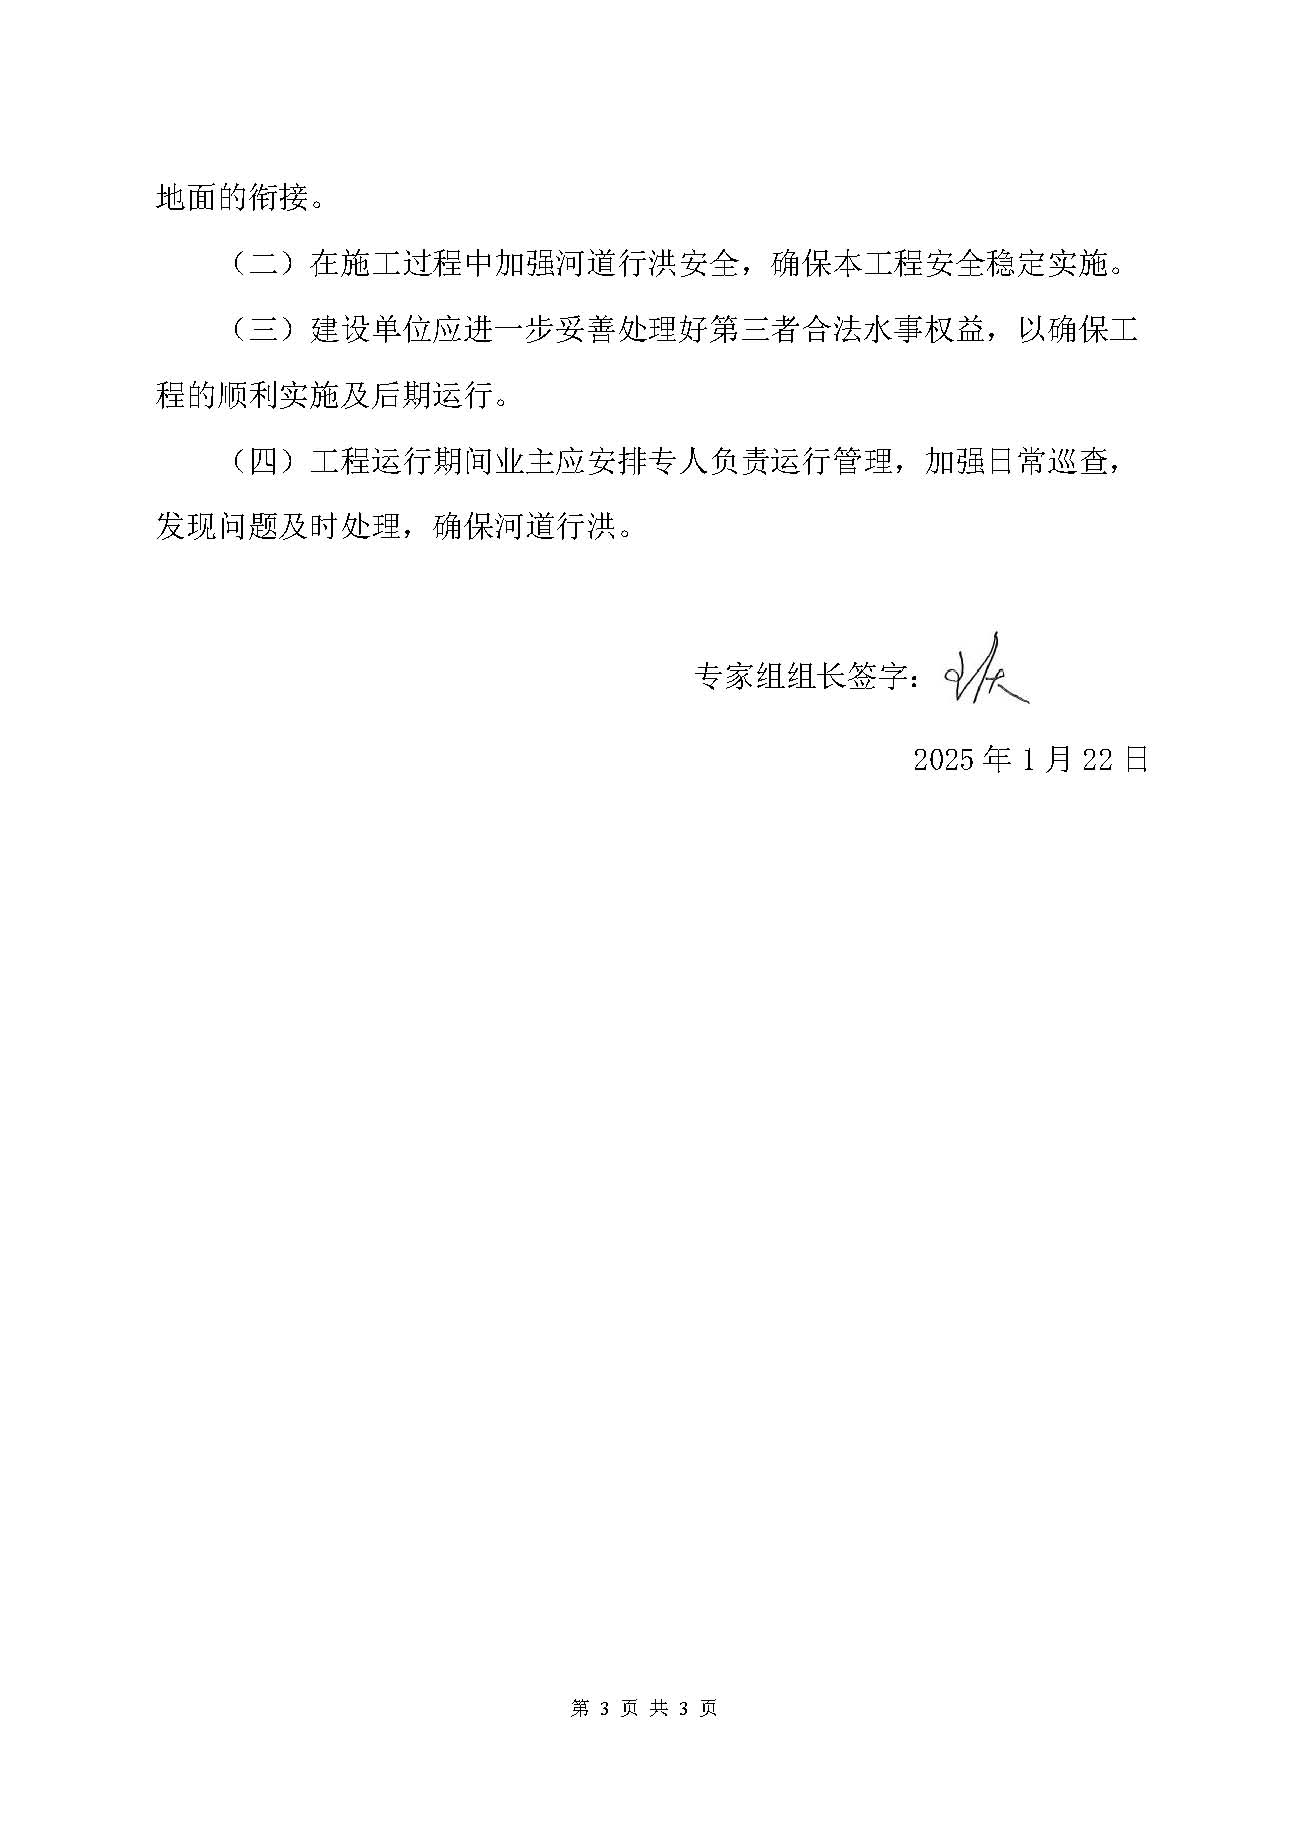 地面的衔接。
（二）在施工过程中加强河道行洪安全，确保本工程安全稳定实施。
（三）建设单位应进一步妥善处理好第三者合法水事权益，以确保工
程的顺利实施及后期运行。
（四）工程运行期间业主应安排专人负责运行管理，加强日常巡查，
发现问题及时处理，确保河道行洪。
专家组组长签字：
2025 年 1 月 22 日
第 3 页 共 3 页